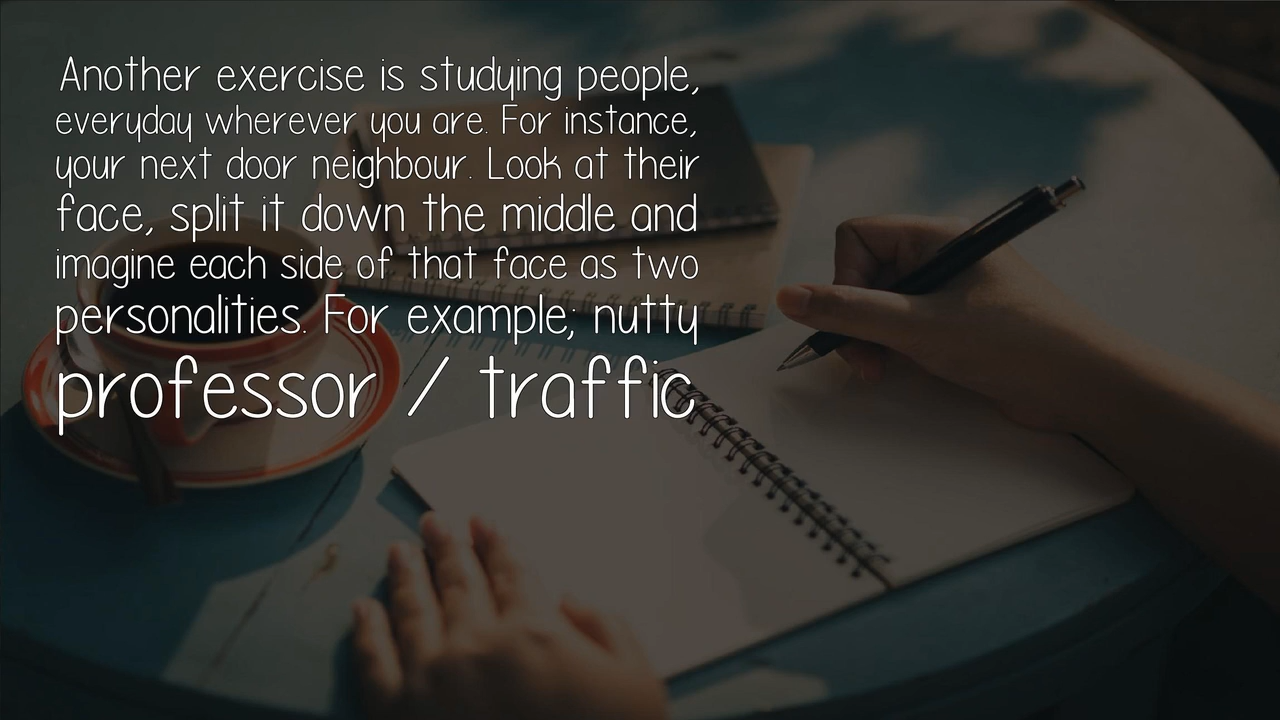 Another exercise is studying people,
everyday wherever you are. For instance,
your next door neighbour. Look at their
face, split it down the middle and
imagine each side of that face as two
personalities. For example; nutty
professor / traffic